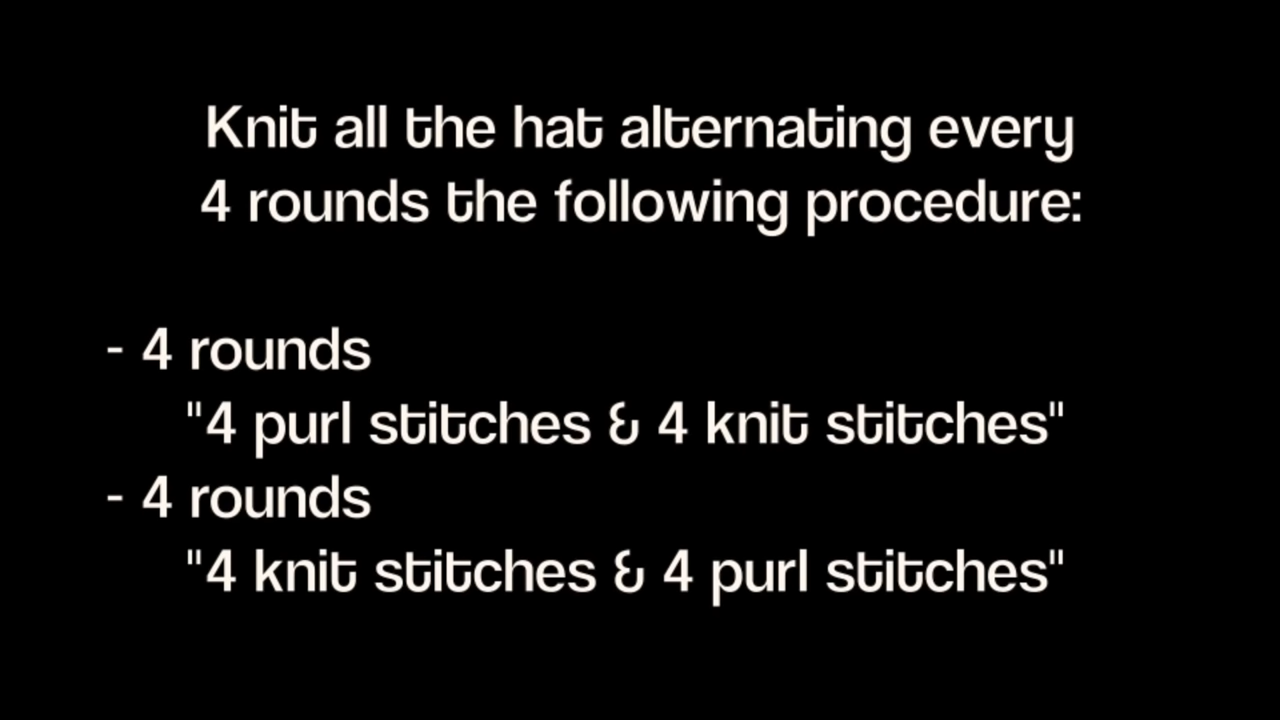 Knit all the hat alternating every
4 rounds the following procedure:
- 4 rounds
"4 purl stitches & 4 knit stitches"
- 4 rounds
"4 knit stitches & 4 purl stitches"